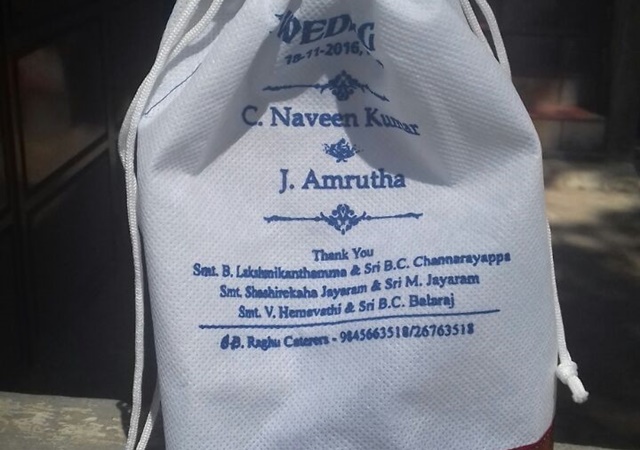 WEDDING
18-11-2016,
C. Naveen Kumar
J. Amrutha
Thank You
Smt. B. Lakshmikanthamma & Sri B.C. Channarayappa
Smt. Shashirekaha Jayaram & Sri M. Jayaram
Smt. V. Hemavathi & Sri B.C. Balaraj
B. Raghu Caterers - 9845663518/26763518